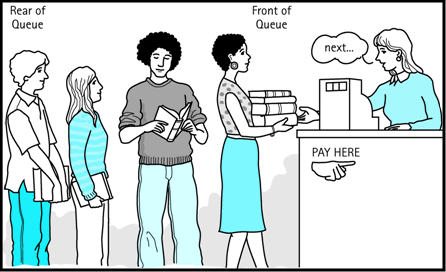 Rear of
Queue
Front of
Queue
next...
PAY HERE